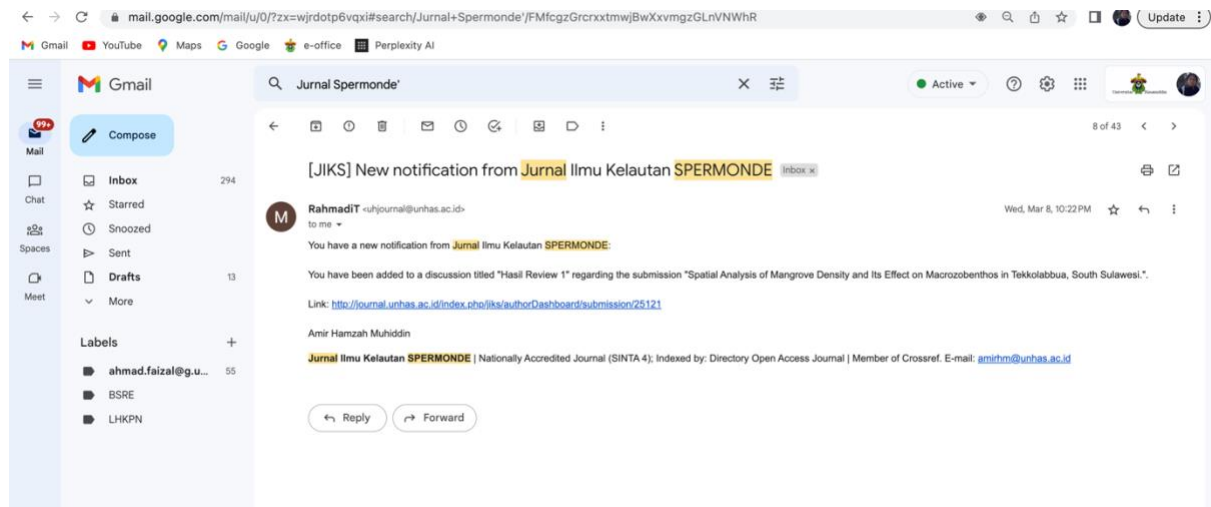 mail.google.com/mail/u/0/?zx=wjrdotp6vqxi#search/Jurnal+Spermonde'/FMfcgzGrcrxxtmwjBwXxvmgzGLnVNWhR
Update
Gmail YouTube Maps Google e-office Perplexity AI
Gmail
Jurnal Spermonde'
Active
99+
Mail
Chat
Spaces
Meet
Compose
Inbox 294
Starred
Snoozed
Sent
Drafts 13
More
Labels
ahmad.faizal@g.u... 55
BSRE
LHKPN
8 of 43
[JIKS] New notification from Jurnal Ilmu Kelautan SPERMONDE Inbox x
M
RahmadiT <uhjournal@unhas.ac.id> Wed, Mar 8, 10:22 PM
to me
You have a new notification from Jurnal Ilmu Kelautan SPERMONDE:
You have been added to a discussion titled "Hasil Review 1" regarding the submission "Spatial Analysis of Mangrove Density and Its Effect on Macrozobenthos in Tekkolabbua, South Sulawesi.".
Link: http://journal.unhas.ac.id/index.php/jiks/authorDashboard/submission/25121
Amir Hamzah Muhiddin
Jurnal Ilmu Kelautan SPERMONDE | Nationally Accredited Journal (SINTA 4); Indexed by: Directory Open Access Journal | Member of Crossref. E-mail: amirhm@unhas.ac.id
Reply Forward